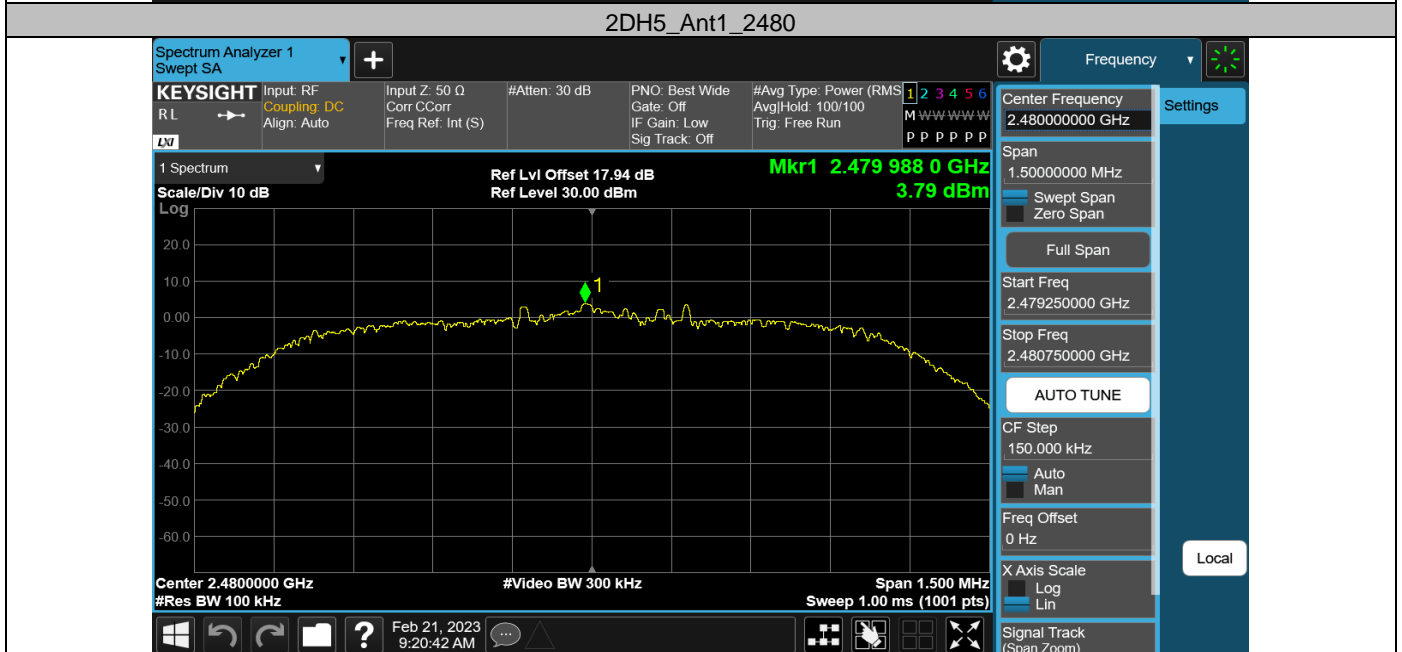 2DH5_Ant1_2480
Spectrum Analyzer 1
Swept SA
Frequency
KEYSIGHT
RL
LXI
Input: RF
Coupling: DC
Align: Auto
Input Z: 50 Ω
Corr CCorr
Freq Ref: Int (S)
#Atten: 30 dB
PNO: Best Wide
Gate: Off
IF Gain: Low
Sig Track: Off
#Avg Type: Power (RMS
Avg|Hold: 100/100
Trig: Free Run
1 2 3 4 5 6
M W W W W W
P P P P P P
1 Spectrum
Scale/Div 10 dB
Log
Ref Lvl Offset 17.94 dB
Ref Level 30.00 dBm
Mkr1 2.479 988 0 GHz
3.79 dBm
20.0
10.0
0.00
-10.0
-20.0
-30.0
-40.0
-50.0
-60.0
1
Center 2.4800000 GHz
#Res BW 100 kHz
#Video BW 300 kHz
Span 1.500 MHz
Sweep 1.00 ms (1001 pts)
Feb 21, 2023
9:20:42 AM
Center Frequency
2.480000000 GHz
Span
1.50000000 MHz
Swept Span
Zero Span
Full Span
Start Freq
2.479250000 GHz
Stop Freq
2.480750000 GHz
AUTO TUNE
CF Step
150.000 kHz
Auto
Man
Freq Offset
0 Hz
X Axis Scale
Log
Lin
Signal Track
(Span Zoom)
Settings
Local